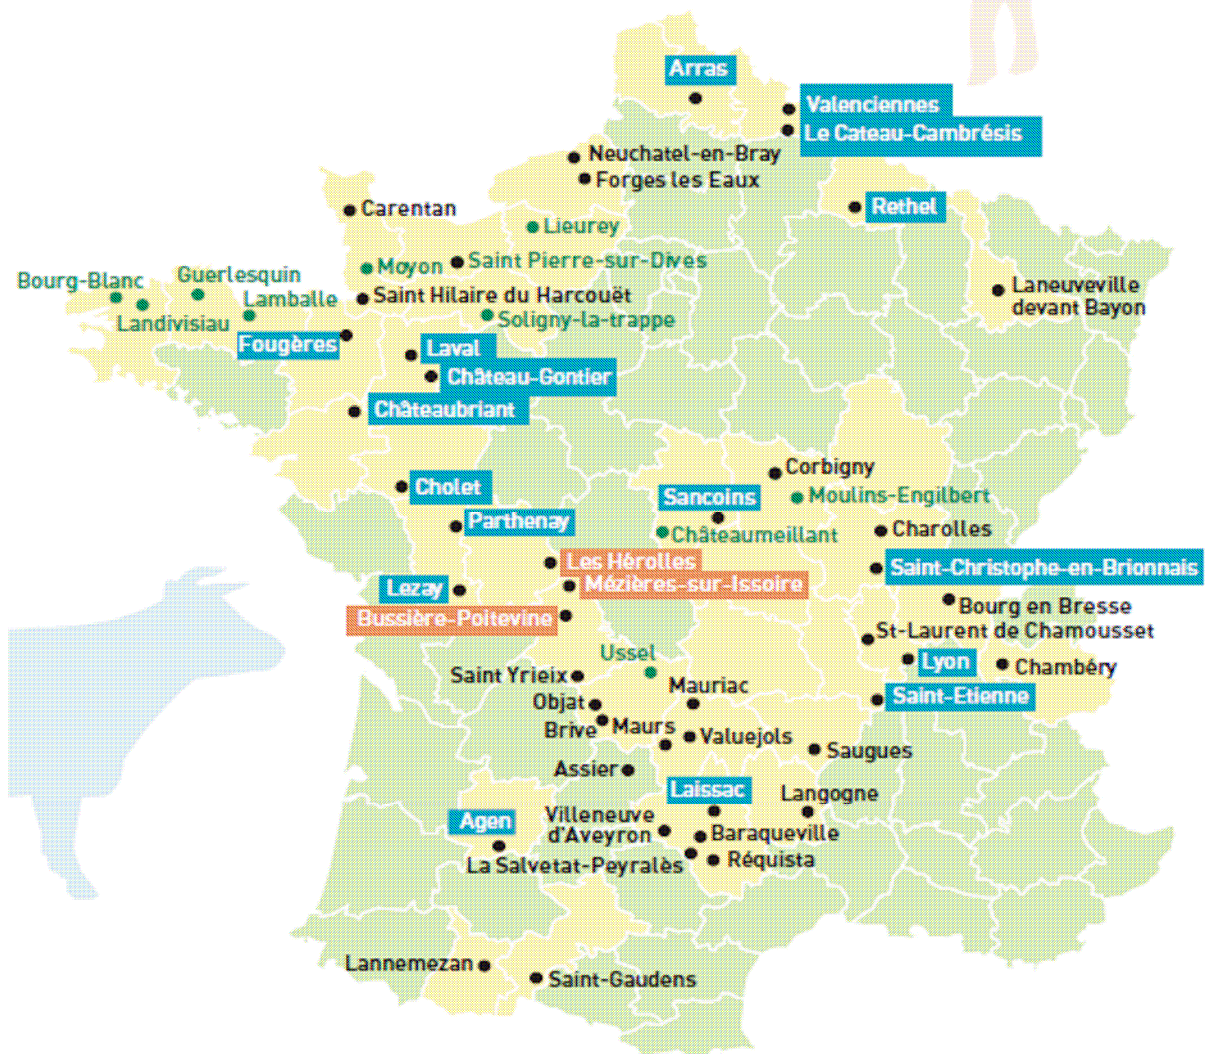 Arras
Valenciennes
Le Cateau-Cambrésis
Neuchatel-en-Bray
Forges les Eaux
Carentan
Rethel
Lieurey
Moyon
Saint Pierre-sur-Dives
Bourg-Blanc
Guerlesquin
Lamballe
Landivisiau
Saint Hilaire du Harcouët
Soligny-la-trappe
Laneuveville
devant Bayon
Fougères
Laval
Château-Gontier
Châteaubriant
Corbigny
Cholet
Sancoins
Moulins-Engilbert
Parthenay
Châteaumeillant
Charolles
Les Hérolles
Saint-Christophe-en-Brionnais
Lezay
Mézières-sur-Issoire
Bourg en Bresse
Bussière-Poitevine
St-Laurent de Chamousset
Ussel
Lyon
Chambéry
Saint Yrieix
Mauriac
Saint-Etienne
Objat
Brive
Maurs
Valuejols
Saugues
Assier
Laissac
Langogne
Agen
Villeneuve
d'Aveyron
Baraqueville
La Salvetat-Peyralès
Réquista
Lannemezan
Saint-Gaudens